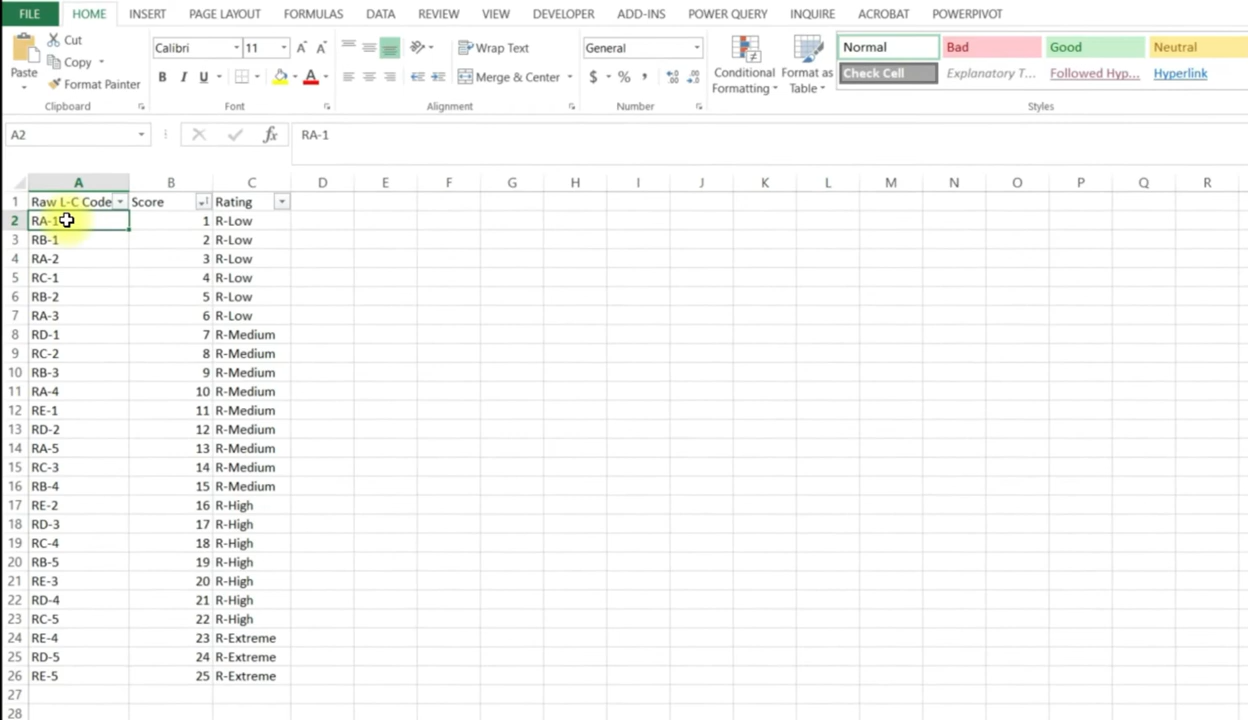 FILE HOME INSERT PAGE LAYOUT FORMULAS DATA REVIEW VIEW DEVELOPER ADD-INS POWER QUERY INQUIRE ACROBAT POWERPIVOT
Paste
Cut
Copy
Format Painter
Clipboard
Calibri 11
B I U
Font
Wrap Text
Merge & Center
Alignment
General
$ % ,
Number
Conditional Formatting
Format as Table
Normal Bad Good Neutral
Check Cell Explanatory T... Followed Hyp... Hyperlink
Styles
A2 fx RA-1
A B C D E F G H I J K L M N O P Q R
1 Raw L-C Code Score Rating
2 RA-1 1 R-Low
3 RB-1 2 R-Low
4 RA-2 3 R-Low
5 RC-1 4 R-Low
6 RB-2 5 R-Low
7 RA-3 6 R-Low
8 RD-1 7 R-Medium
9 RC-2 8 R-Medium
10 RB-3 9 R-Medium
11 RA-4 10 R-Medium
12 RE-1 11 R-Medium
13 RD-2 12 R-Medium
14 RA-5 13 R-Medium
15 RC-3 14 R-Medium
16 RB-4 15 R-Medium
17 RE-2 16 R-High
18 RD-3 17 R-High
19 RC-4 18 R-High
20 RB-5 19 R-High
21 RE-3 20 R-High
22 RD-4 21 R-High
23 RC-5 22 R-High
24 RE-4 23 R-Extreme
25 RD-5 24 R-Extreme
26 RE-5 25 R-Extreme
27
28